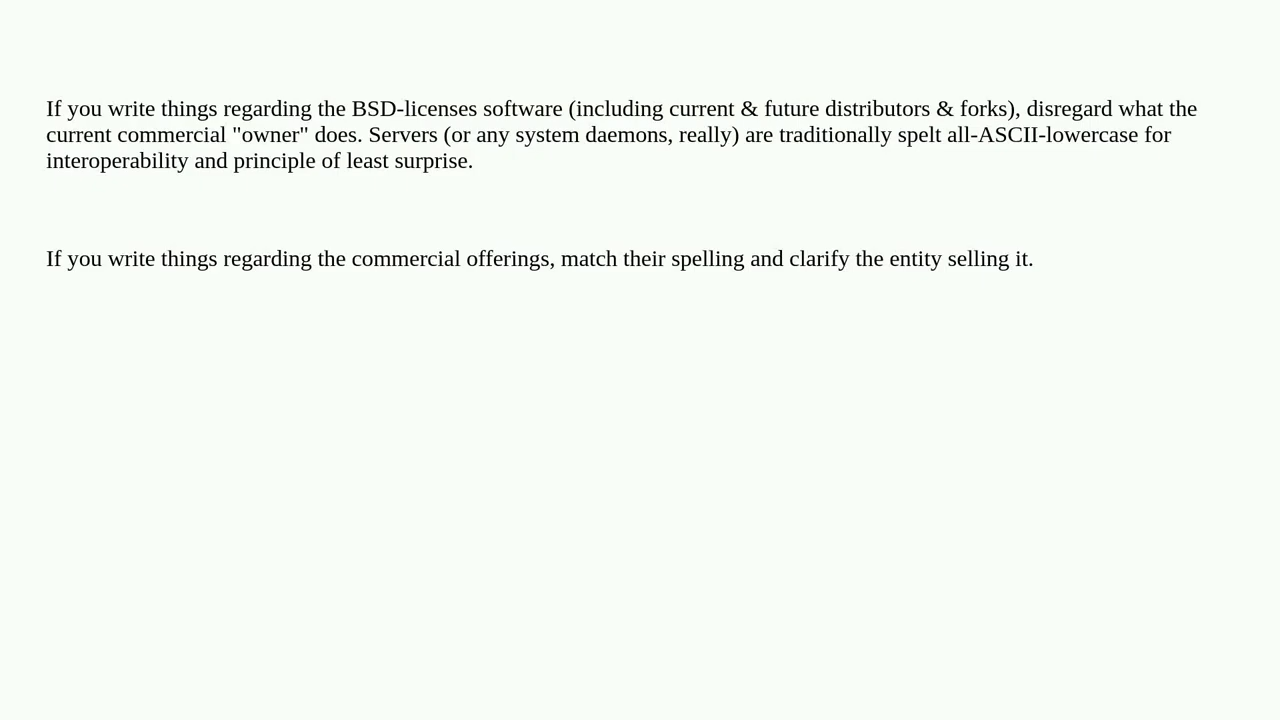 If you write things regarding the BSD-licenses software (including current & future distributors & forks), disregard what the
current commercial "owner" does. Servers (or any system daemons, really) are traditionally spelt all-ASCII-lowercase for
interoperability and principle of least surprise.
If you write things regarding the commercial offerings, match their spelling and clarify the entity selling it.